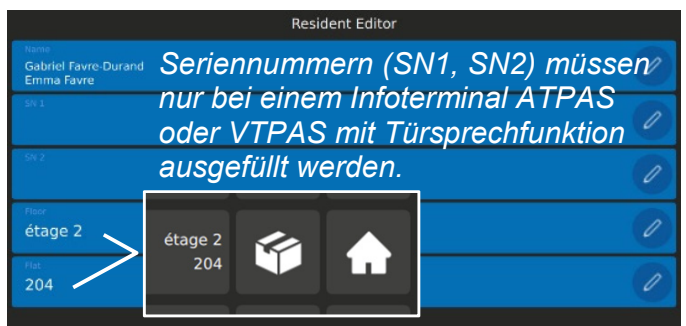 Resident Editor
Name
Gabriel Favre-Durand
Emma Favre
Seriennummern (SN1, SN2) müssen
nur bei einem Infoterminal ATPAS
oder VTPAS mit Türsprechfunktion
ausgefüllt werden.
SN 1
SN 2
Floor
étage 2
Flat
204
étage 2
204